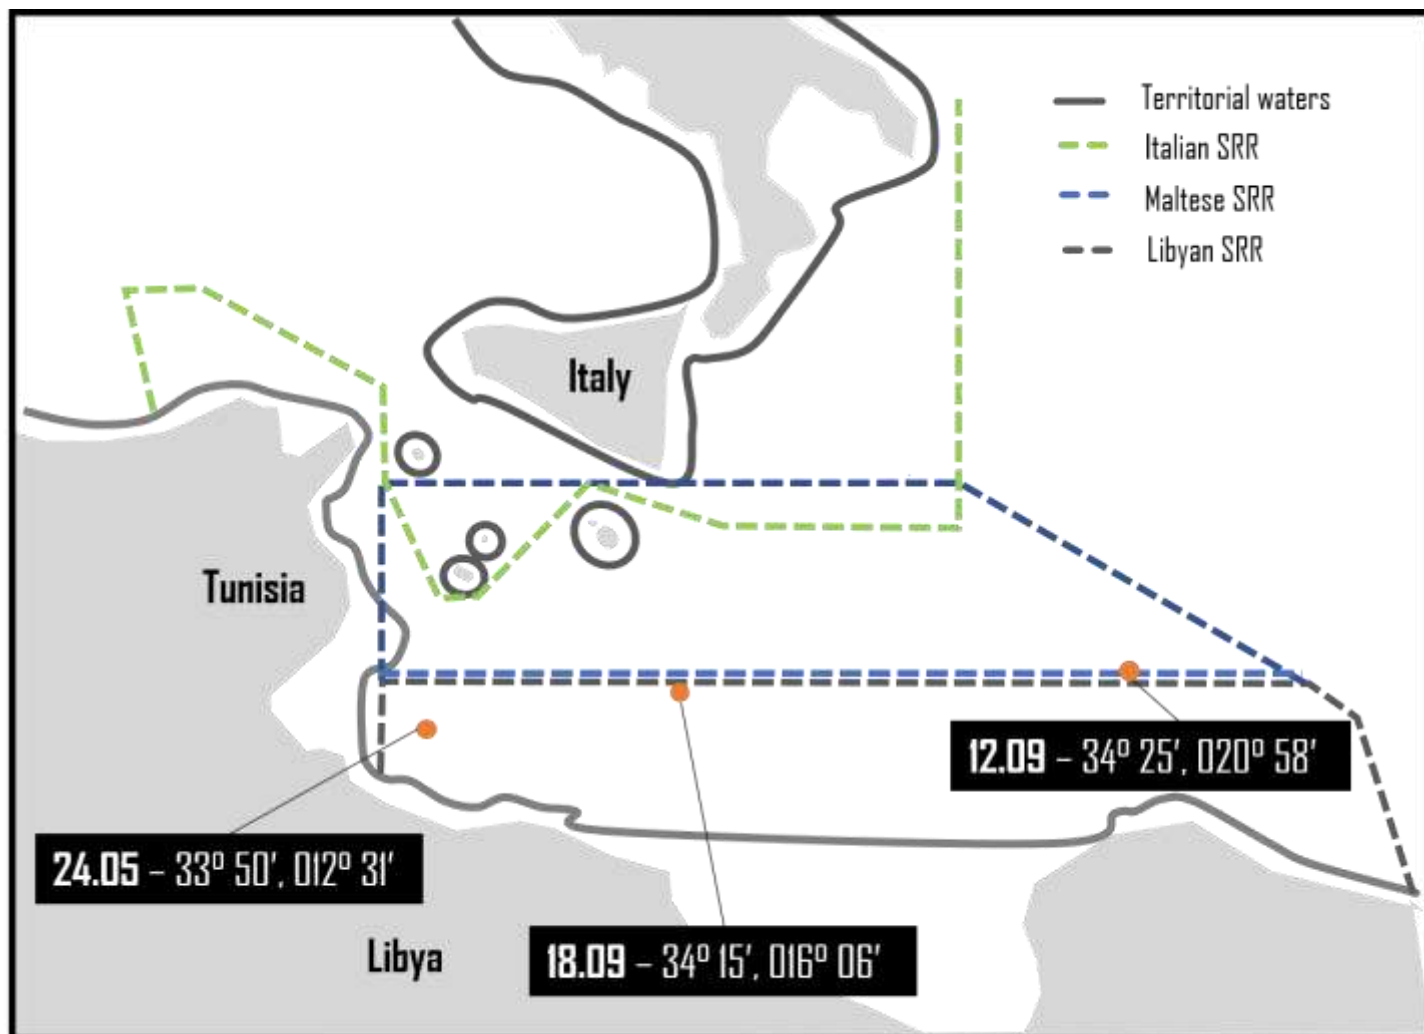 Territorial waters
Italian SRR
Maltese SRR
Libyan SRR
Italy
Tunisia
12.09 – 34º 25’, 020º 58’
24.05 – 33º 50’, 012º 31’
18.09 – 34º 15’, 016º 06’
Libya